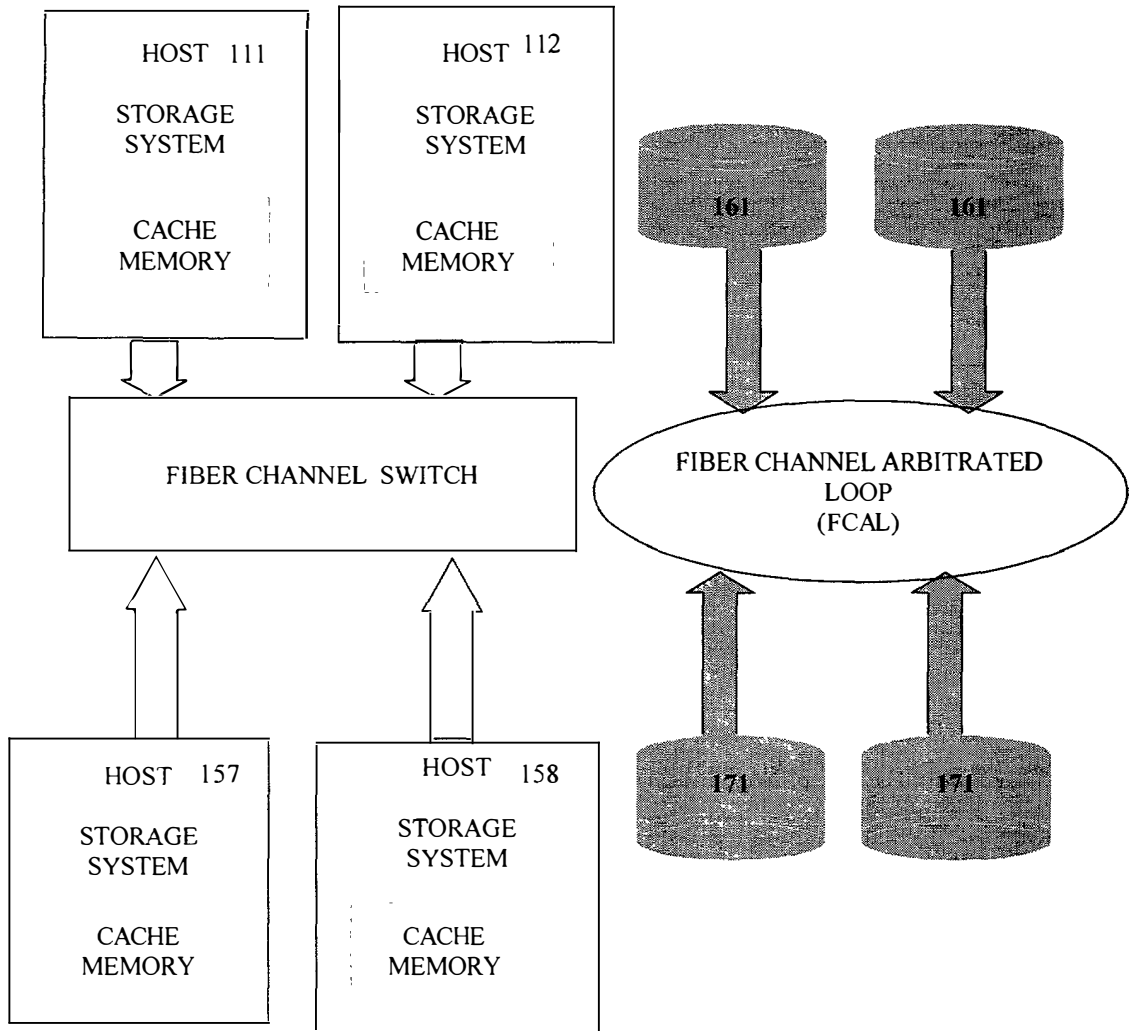 HOST 111
STORAGE
SYSTEM
CACHE
MEMORY
HOST 112
STORAGE
SYSTEM
CACHE
MEMORY
161
161
FIBER CHANNEL SWITCH
FIBER CHANNEL ARBITRATED
LOOP
(FCAL)
HOST 157
STORAGE
SYSTEM
CACHE
MEMORY
HOST 158
STORAGE
SYSTEM
CACHE
MEMORY
171
171